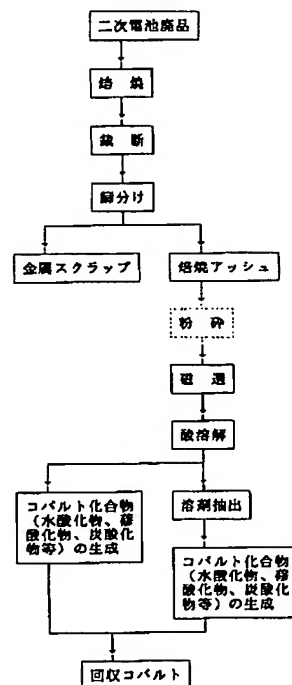 二次電池廃品
焙 焼
裁 断
篩分け
金属スクラップ
焙焼アッシュ
粉 砕
磁 選
酸溶解
コバルト化合物
(水酸化物、蓚
酸化物、炭酸化
物等)の生成
溶剤抽出
コバルト化合物
(水酸化物、蓚
酸化物、炭酸化
物等)の生成
回収コバルト